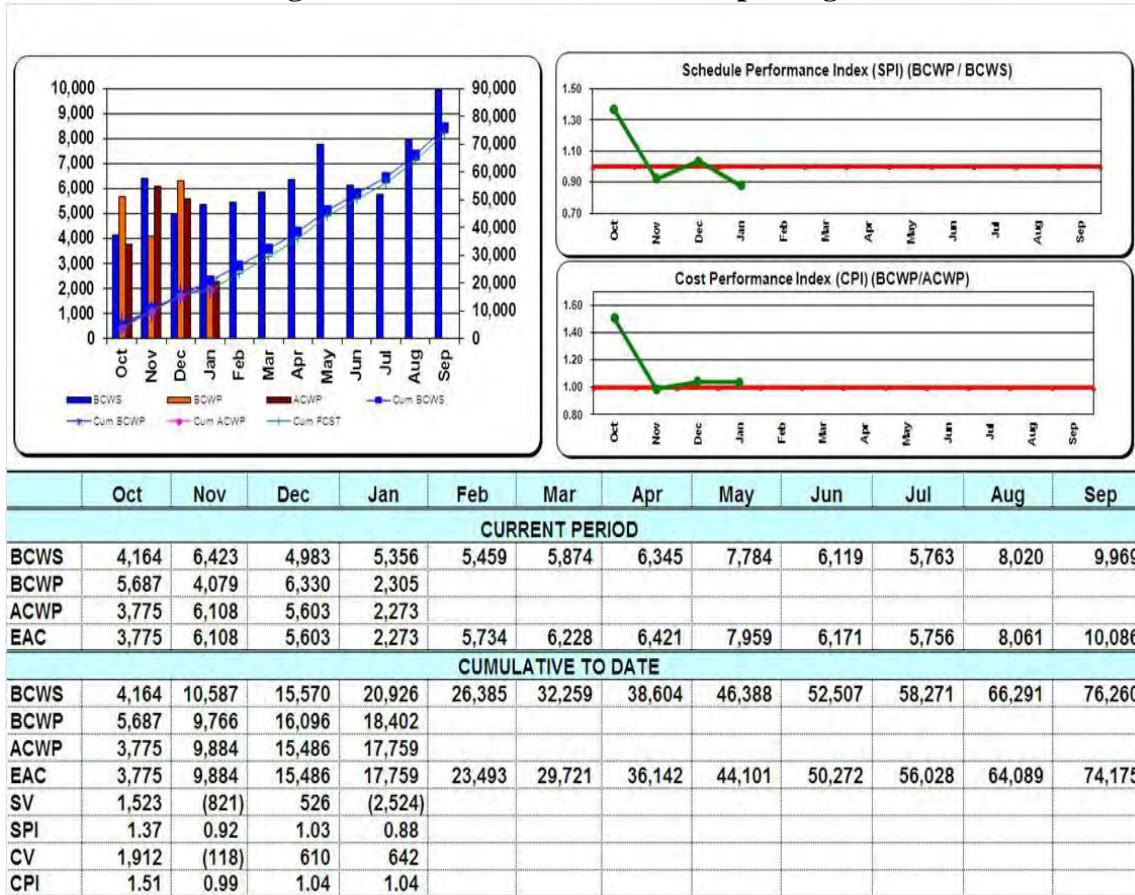 10,000 90,000
9,000 80,000
8,000 70,000
7,000 60,000
6,000 50,000
5,000
4,000 40,000
3,000 30,000
2,000 20,000
1,000 10,000
0 0
Oct Nov Dec Jan Feb Mar Apr May Jun Jul Aug Sep
BCWS BCWP ACWP Cum BCWS
Cum BCWP Cum ACWP Cum FCST
Schedule Performance Index (SPI) (BCWP / BCWS)
1.50
1.30
1.10
0.90
0.70
Oct Nov Dec Jan Feb Mar Apr May Jun Jul Aug Sep
Cost Performance Index (CPI) (BCWP/ACWP)
1.60
1.40
1.20
1.00
0.80
Oct Nov Dec Jan Feb Mar Apr May Jun Jul Aug Sep
Oct Nov Dec Jan Feb Mar Apr May Jun Jul Aug Sep
CURRENT PERIOD
BCWS 4,164 6,423 4,983 5,356 5,459 5,874 6,345 7,784 6,119 5,763 8,020 9,969
BCWP 5,687 4,079 6,330 2,305
ACWP 3,775 6,108 5,603 2,273
EAC 3,775 6,108 5,603 2,273 5,734 6,228 6,421 7,959 6,171 5,756 8,061 10,086
CUMULATIVE TO DATE
BCWS 4,164 10,587 15,570 20,926 26,385 32,259 38,604 46,388 52,507 58,271 66,291 76,260
BCWP 5,687 9,766 16,096 18,402
ACWP 3,775 9,884 15,486 17,759
EAC 3,775 9,884 15,486 17,759 23,493 29,721 36,142 44,101 50,272 56,028 64,089 74,175
SV 1,523 (821) 526 (2,524)
SPI 1.37 0.92 1.03 0.88
CV 1,912 (118) 610 642
CPI 1.51 0.99 1.04 1.04